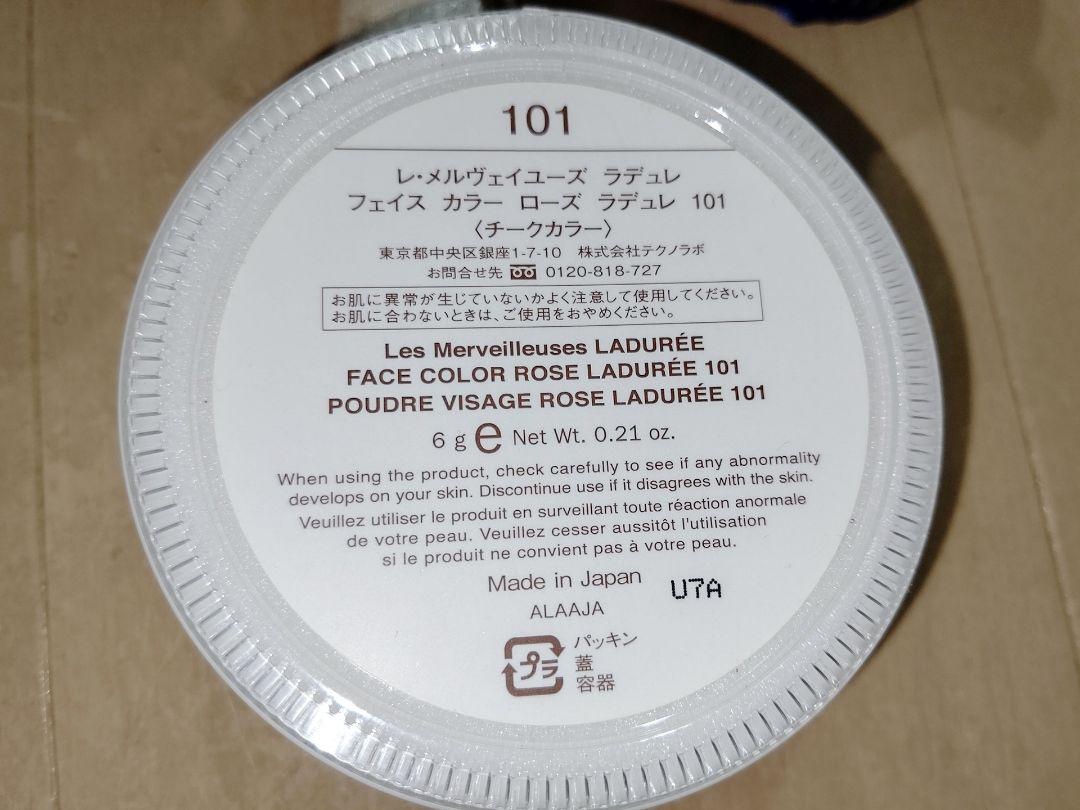 101
レ・メルヴェイユーズ ラデュレ
フェイス カラー ローズ ラデュレ 101
〈チークカラー〉
東京都中央区銀座1-7-10 株式会社テクノラボ
お問合せ先 0120-818-727
お肌に異常が生じていないかよく注意して使用してください。
お肌に合わないときは、ご使用をおやめください。
Les Merveilleuses LADURÉE
FACE COLOR ROSE LADURÉE 101
POUDRE VISAGE ROSE LADURÉE 101
6 g e Net Wt. 0.21 oz.
When using the product, check carefully to see if any abnormality
develops on your skin. Discontinue use if it disagrees with the skin.
Veuillez utiliser le produit en surveillant toute réaction anormale
de votre peau. Veuillez cesser aussitôt l'utilisation
si le produit ne convient pas à votre peau.
Made in Japan U7A
ALAAJA
プラ パッキン
蓋
容器